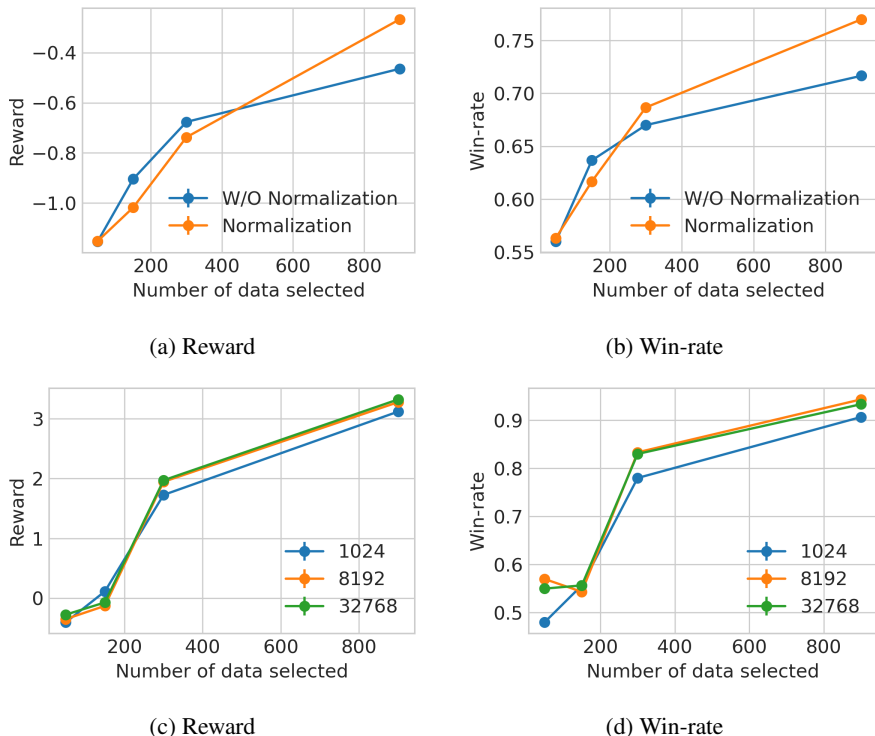 −0.4
−0.6
−0.8
−1.0
Reward
W/O Normalization
Normalization
200 400 600 800
Number of data selected
(a) Reward
0.75
0.70
0.65
0.60
0.55
Win-rate
W/O Normalization
Normalization
200 400 600 800
Number of data selected
(b) Win-rate
3
2
1
0
Reward
1024
8192
32768
200 400 600 800
Number of data selected
(c) Reward
0.9
0.8
0.7
0.6
0.5
Win-rate
1024
8192
32768
200 400 600 800
Number of data selected
(d) Win-rate